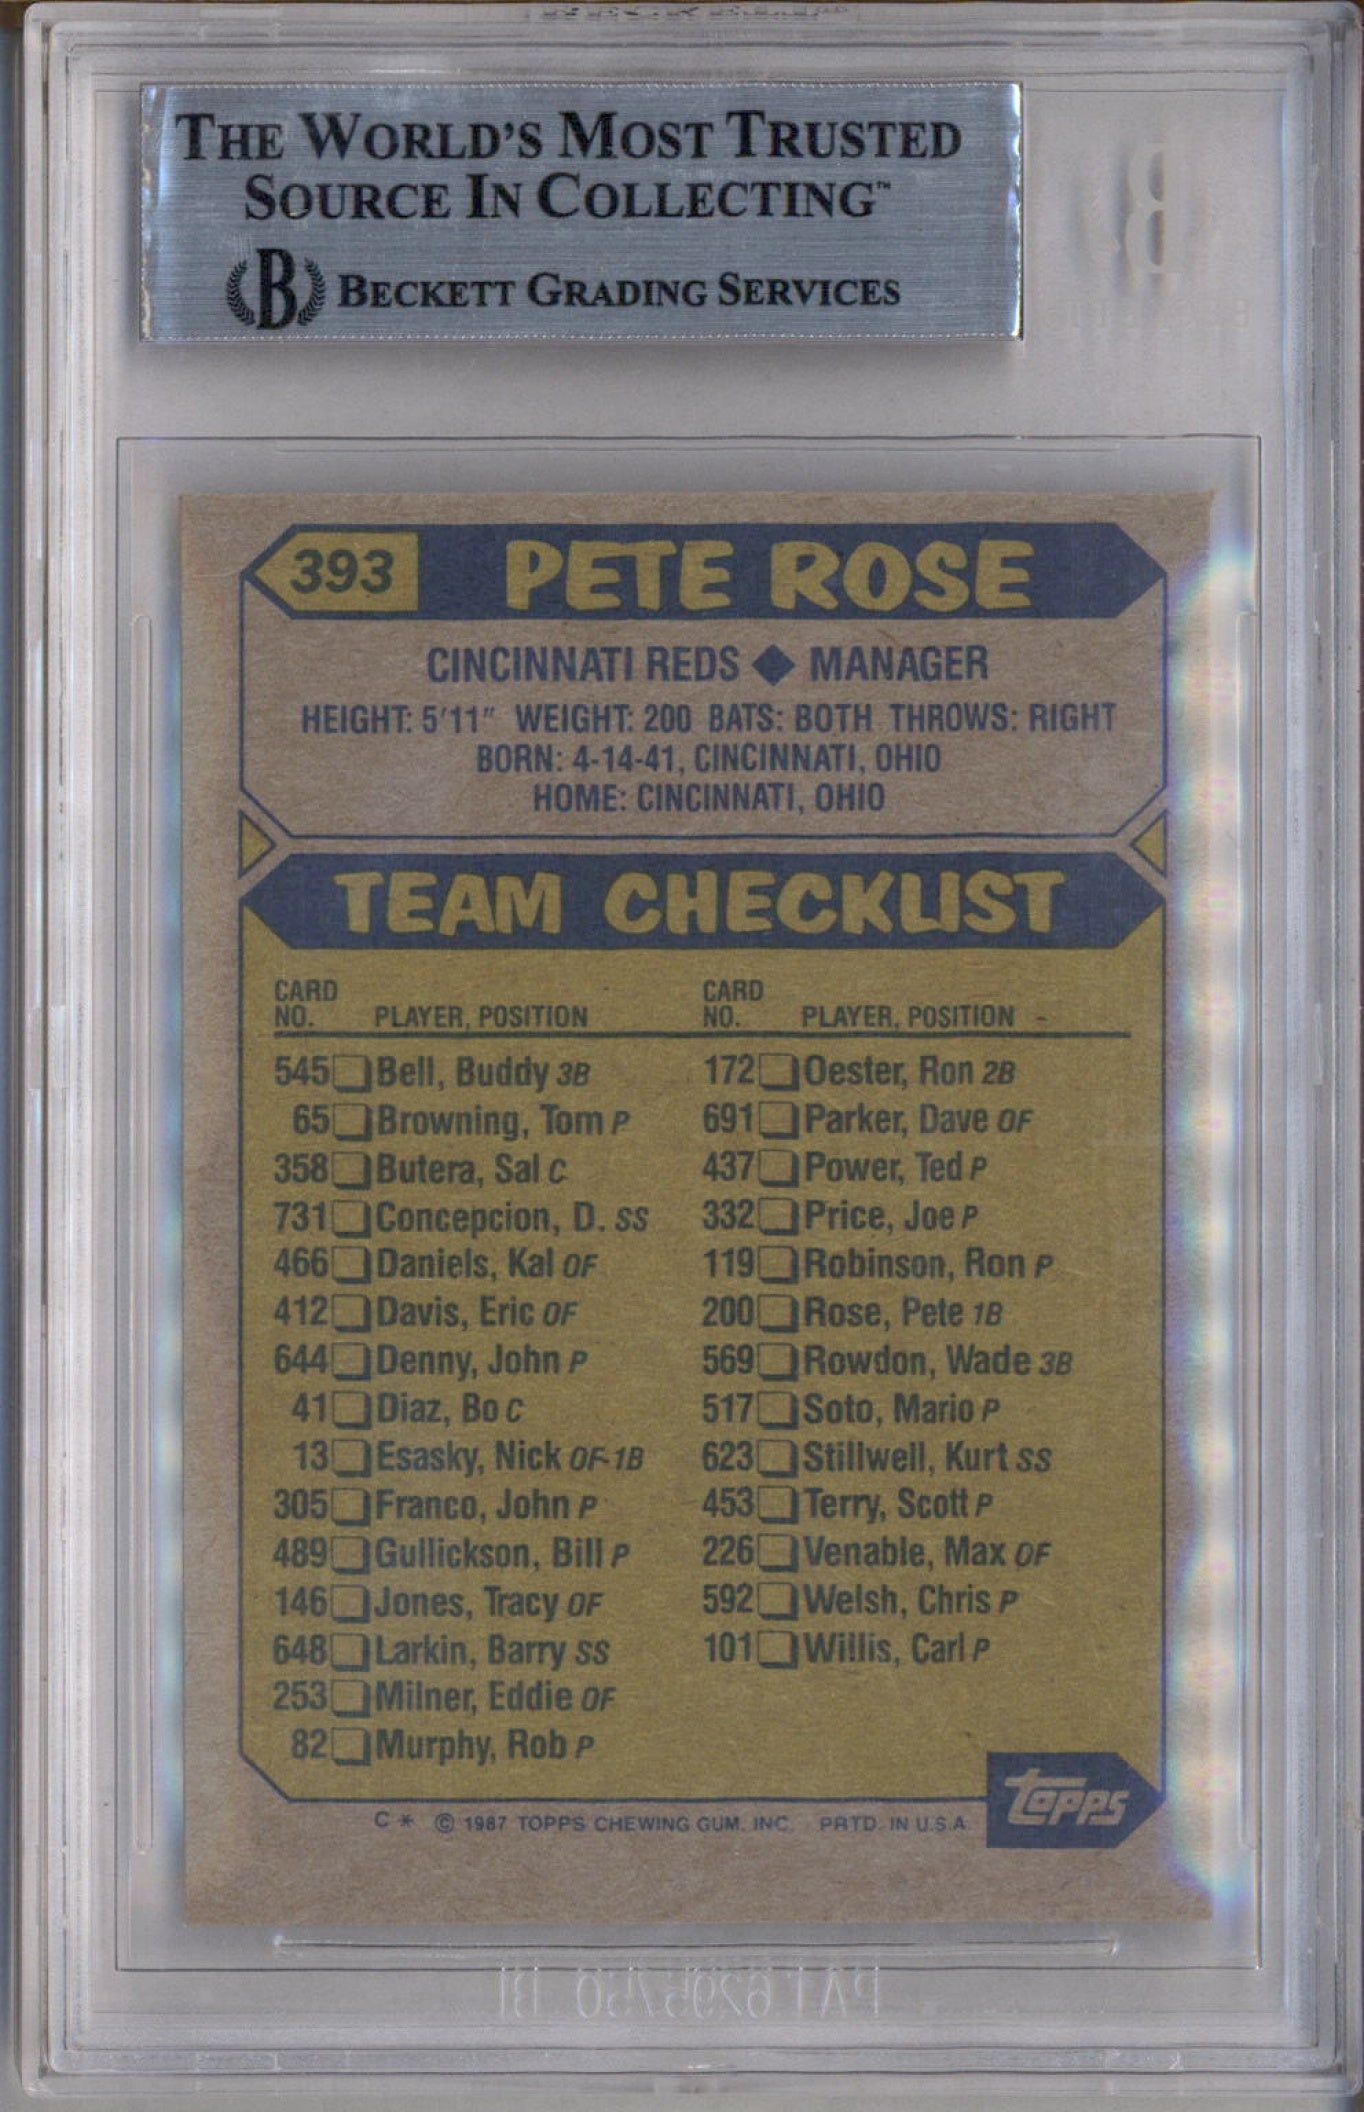 THE WORLD'S MOST TRUSTED
SOURCE IN COLLECTING™
B BECKETT GRADING SERVICES
B
393 PETE ROSE
CINCINNATI REDS ◆ MANAGER
HEIGHT: 5'11" WEIGHT: 200 BATS: BOTH THROWS: RIGHT
BORN: 4-14-41, CINCINNATI, OHIO
HOME: CINCINNATI, OHIO
TEAM CHECKLIST
CARD
NO. PLAYER, POSITION
545 Bell, Buddy 3B
65 Browning, Tom P
358 Butera, Sal C
731 Concepcion, D. SS
466 Daniels, Kal OF
412 Davis, Eric OF
644 Denny, John P
41 Diaz, Bo C
13 Esasky, Nick OF-1B
305 Franco, John P
489 Gullickson, Bill P
146 Jones, Tracy OF
648 Larkin, Barry SS
253 Milner, Eddie OF
82 Murphy, Rob P
CARD
NO. PLAYER, POSITION
172 Oester, Ron 2B
691 Parker, Dave OF
437 Power, Ted P
332 Price, Joe P
119 Robinson, Ron P
200 Rose, Pete 1B
569 Rowdon, Wade 3B
517 Soto, Mario P
623 Stillwell, Kurt SS
453 Terry, Scott P
226 Venable, Max OF
592 Welsh, Chris P
101 Willis, Carl P
C * © 1987 TOPPS CHEWING GUM, INC. PRTD. IN U.S.A.
topps